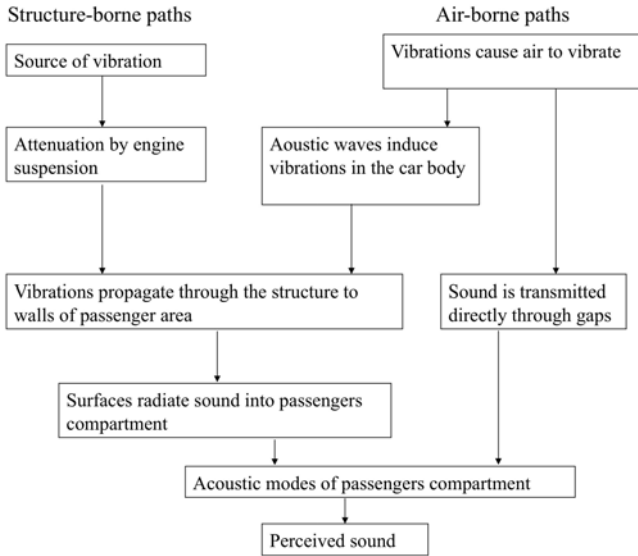 Structure-borne paths
Air-borne paths
Source of vibration
Vibrations cause air to vibrate
Attenuation by engine
suspension
Aoustic waves induce
vibrations in the car body
Vibrations propagate through the structure to
walls of passenger area
Sound is transmitted
directly through gaps
Surfaces radiate sound into passengers
compartment
Acoustic modes of passengers compartment
Perceived sound